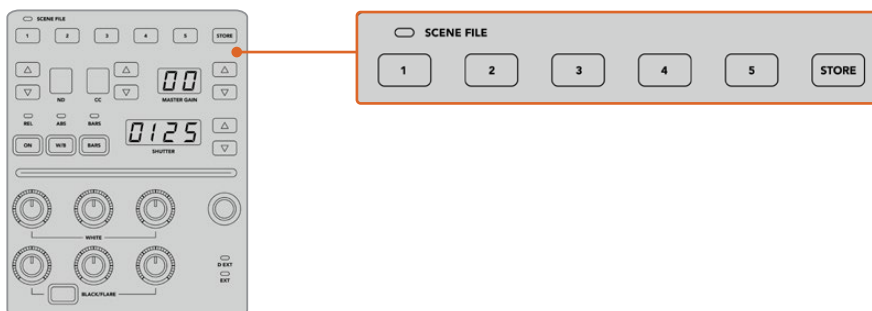 SCENE FILE
1 2 3 4 5 STORE
ND CC 00 MASTER GAIN
REL ABS BARS
ON W/B BARS
0125
SHUTTER
WHITE
D·EXT
EXT
BLACK/FLARE
SCENE FILE
1 2 3 4 5 STORE